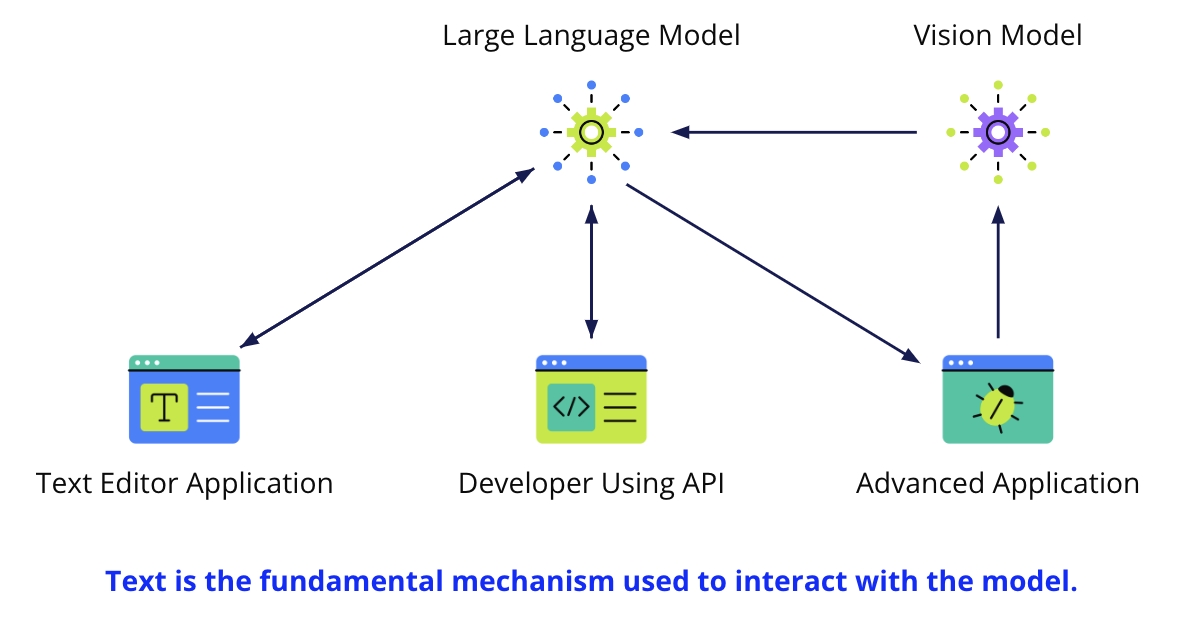 Large Language Model
Vision Model
T
</>
Text Editor Application
Developer Using API
Advanced Application
Text is the fundamental mechanism used to interact with the model.